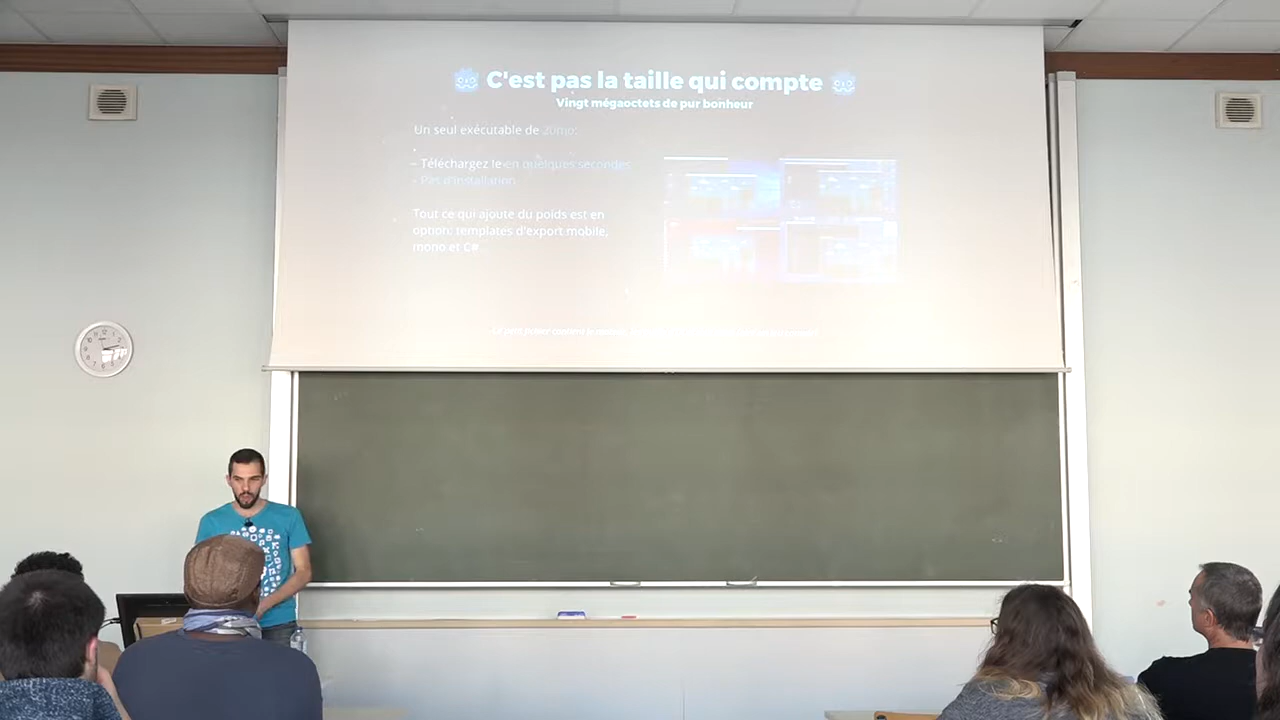 C'est pas la taille qui compte
Vingt mégaoctets de pur bonheur
Un seul exécutable de 20mo:
- Téléchargez le en quelques secondes
- Pas d'installation
Tout ce qui ajoute du poids est en
option: templates d'export mobile,
mono et C#